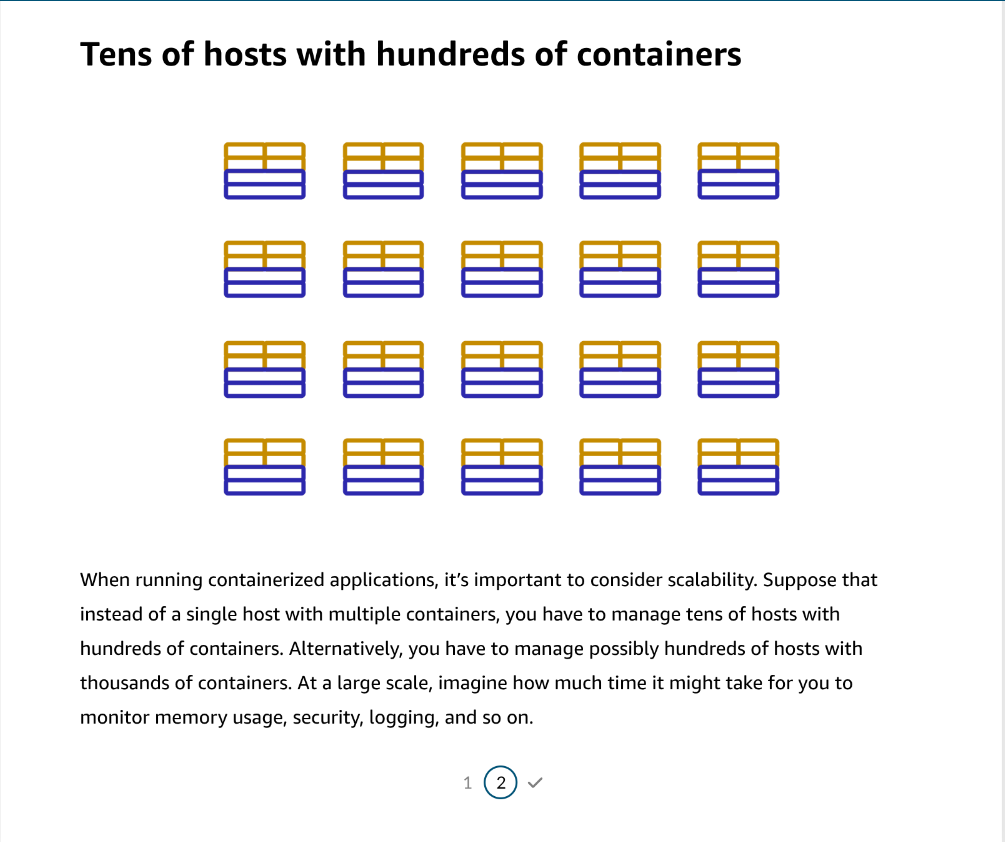 Tens of hosts with hundreds of containers
When running containerized applications, it’s important to consider scalability. Suppose that
instead of a single host with multiple containers, you have to manage tens of hosts with
hundreds of containers. Alternatively, you have to manage possibly hundreds of hosts with
thousands of containers. At a large scale, imagine how much time it might take for you to
monitor memory usage, security, logging, and so on.
1 2